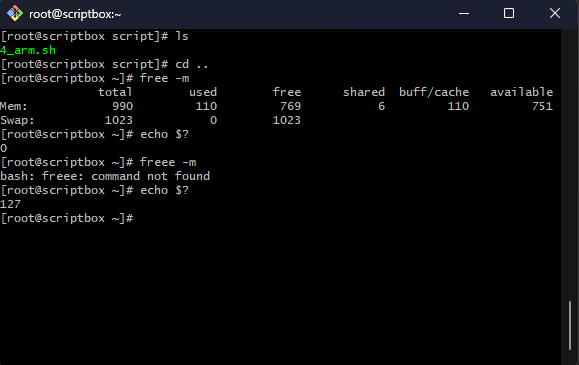 root@scriptbox:~
[root@scriptbox script]# ls
4_arm.sh
[root@scriptbox script]# cd ..
[root@scriptbox ~]# free -m
              total        used        free      shared  buff/cache   available
Mem:            990         110         769           6         110         751
Swap:          1023           0        1023
[root@scriptbox ~]# echo $?
0
[root@scriptbox ~]# freee -m
bash: freee: command not found
[root@scriptbox ~]# echo $?
127
[root@scriptbox ~]#